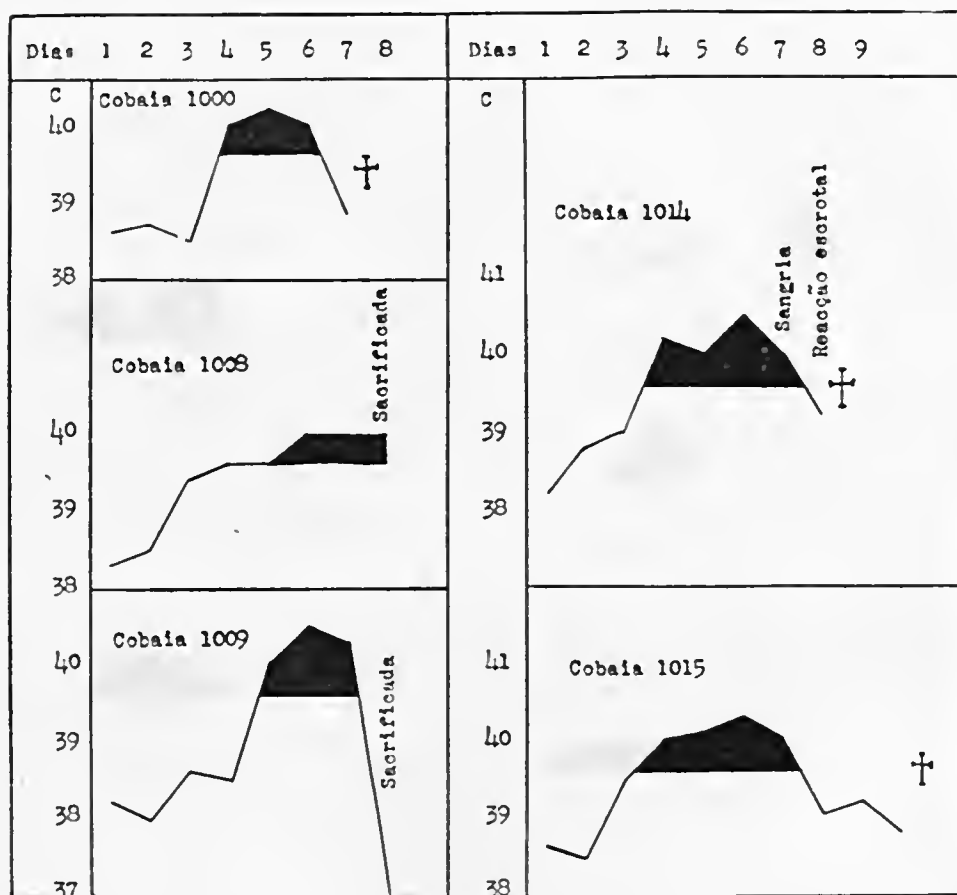 Dias 1 2 3 4 5 6 7 8
C
Cobaia 1000
40
39
38
Cobaia 1008
Sacrificada
40
39
38
Cobaia 1009
Sacrificada
40
39
38
37
Dias 1 2 3 4 5 6 7 8 9
C
Cobaia 1014
Sangria
Reacção escrotal
41
40
39
38
Cobaia 1015
41
40
39
38